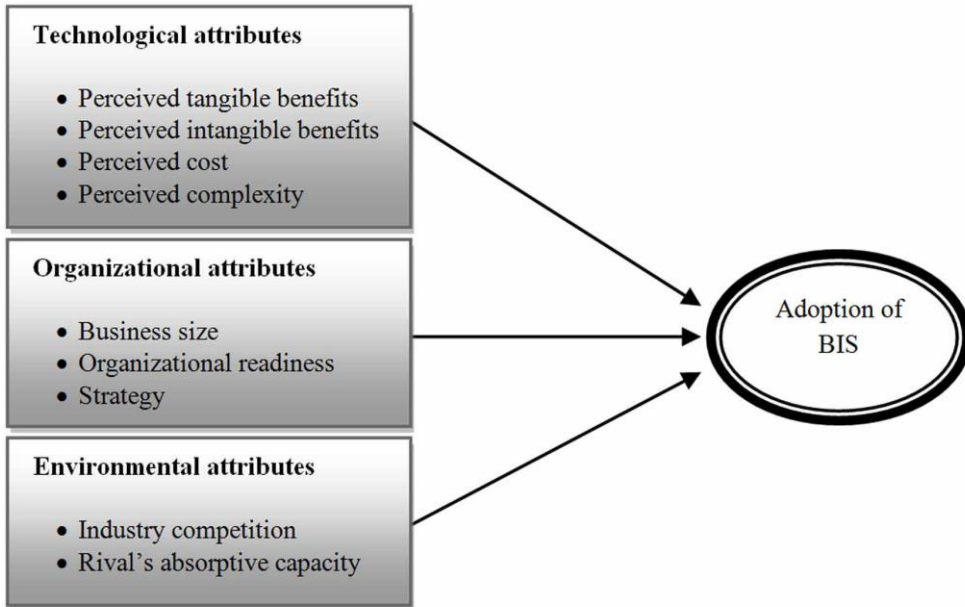 Technological attributes
• Perceived tangible benefits
• Perceived intangible benefits
• Perceived cost
• Perceived complexity
Organizational attributes
• Business size
• Organizational readiness
• Strategy
Environmental attributes
• Industry competition
• Rival’s absorptive capacity
Adoption of
BIS